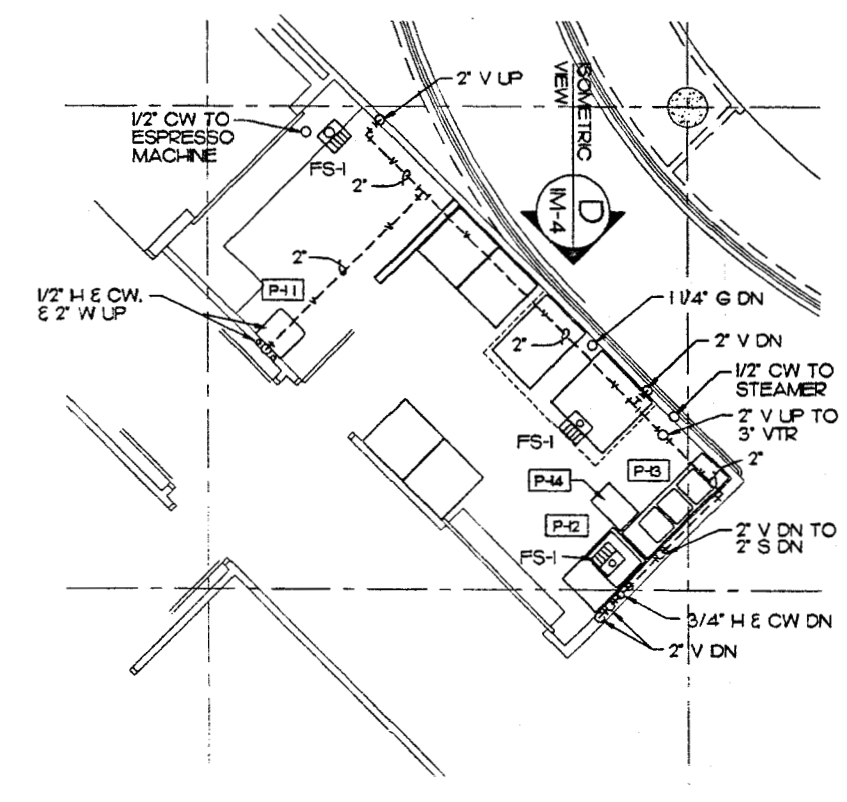 2" V UP
1/2" CW TO
ESPRESSO
MACHINE
FS-1
2"
ISOMETRIC
VIEW
D
IM-4
2"
P-11
1/2" H & CW,
& 2" W UP
1 1/4" G DN
2"
2" V DN
1/2" CW TO
STEAMER
2" V UP TO
3" VTR
FS-1
P-13
2"
P-14
P-12
2" V DN TO
2" S DN
FS-1
3/4" H & CW DN
2" V DN